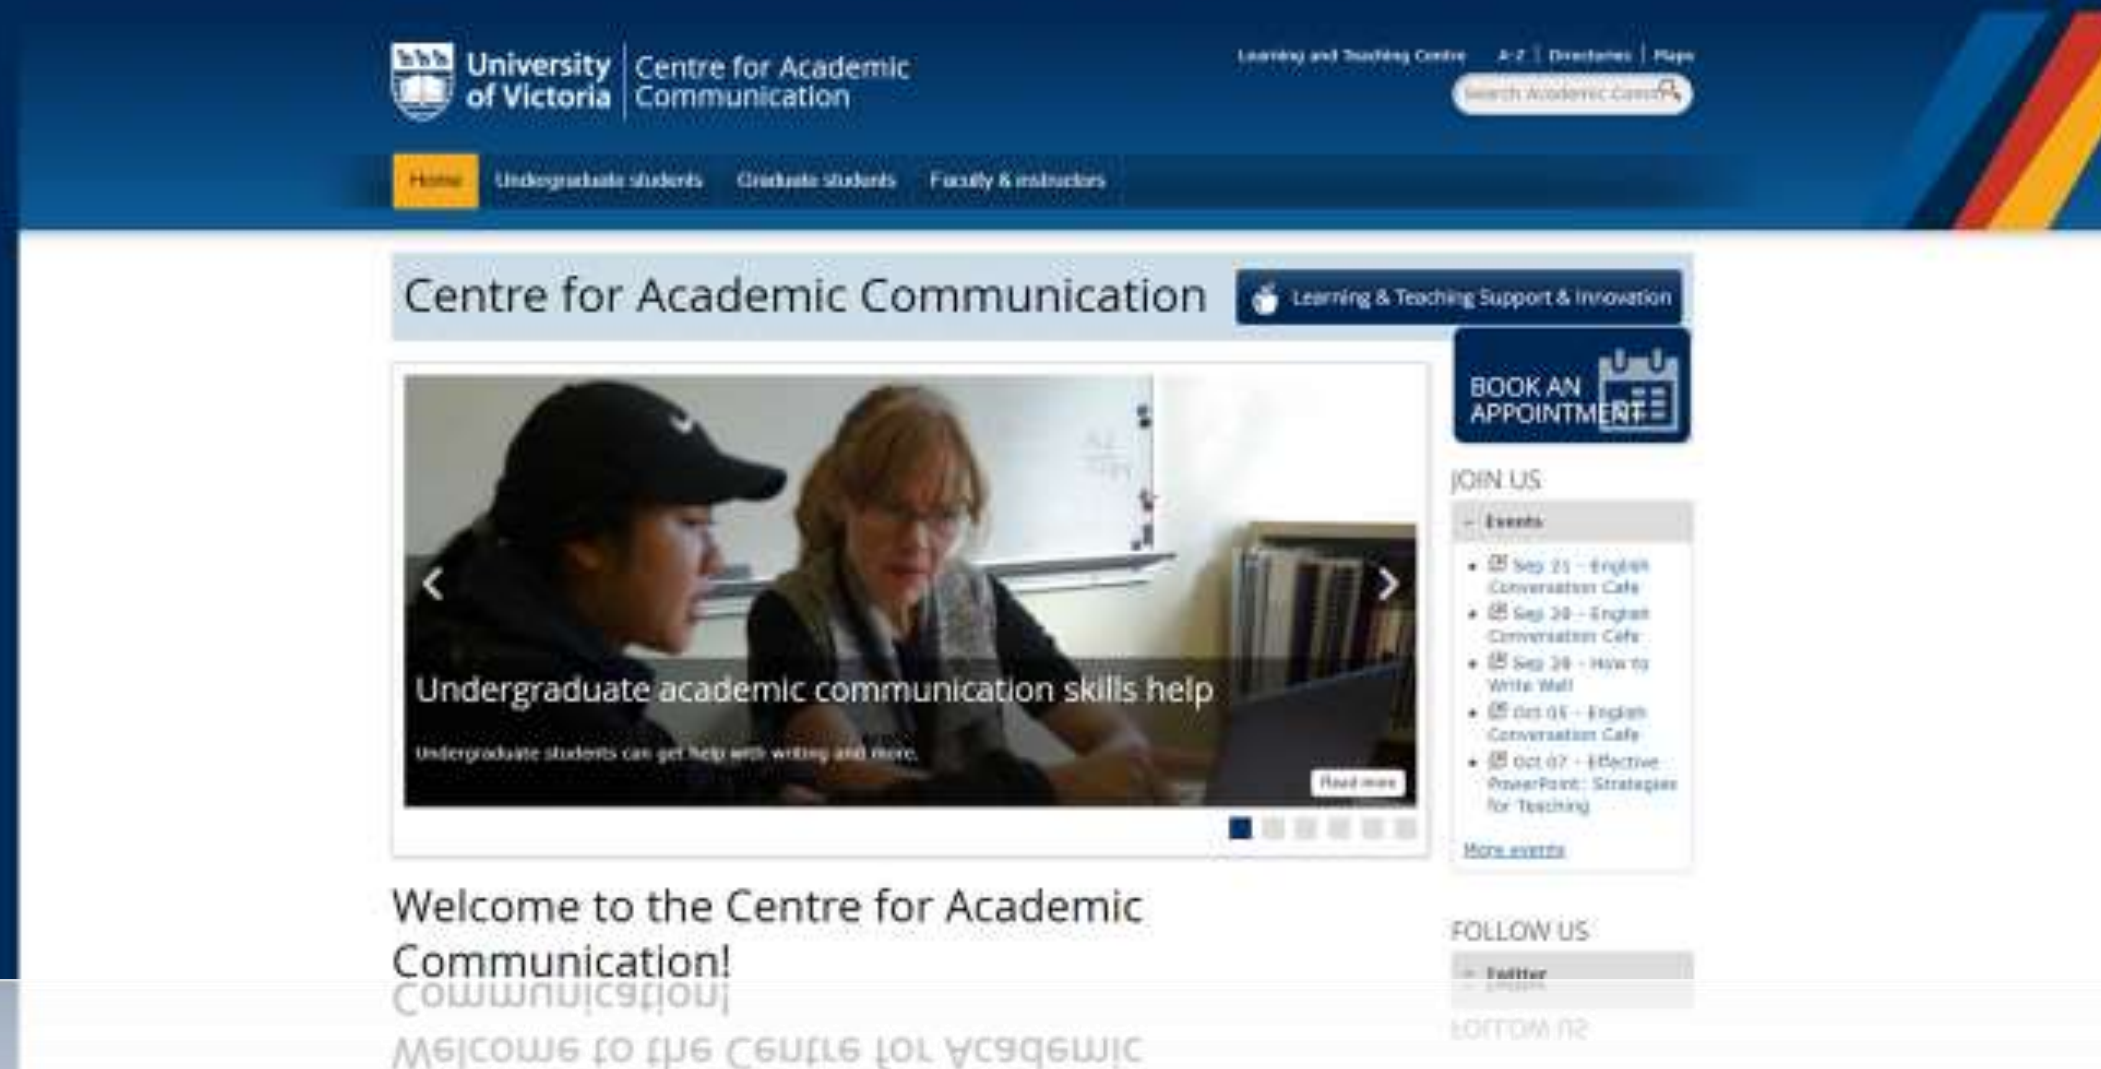 University
of Victoria
Centre for Academic
Communication
Learning and Teaching Centre
A-Z | Directories | Maps
Search Academic Comm
Home
Undergraduate students
Graduate students
Faculty & instructors
Centre for Academic Communication
Learning & Teaching Support & Innovation
BOOK AN
APPOINTMENT
Undergraduate academic communication skills help
Undergraduate students can get help with writing and more.
Read more
JOIN US
Events
Sep 21 - English
Conversation Cafe
Sep 28 - English
Conversation Cafe
Sep 28 - How to
Write Well
Oct 05 - English
Conversation Cafe
Oct 07 - Effective
PowerPoint: Strategies
for Teaching
More events
Welcome to the Centre for Academic
Communication!
FOLLOW US
Twitter